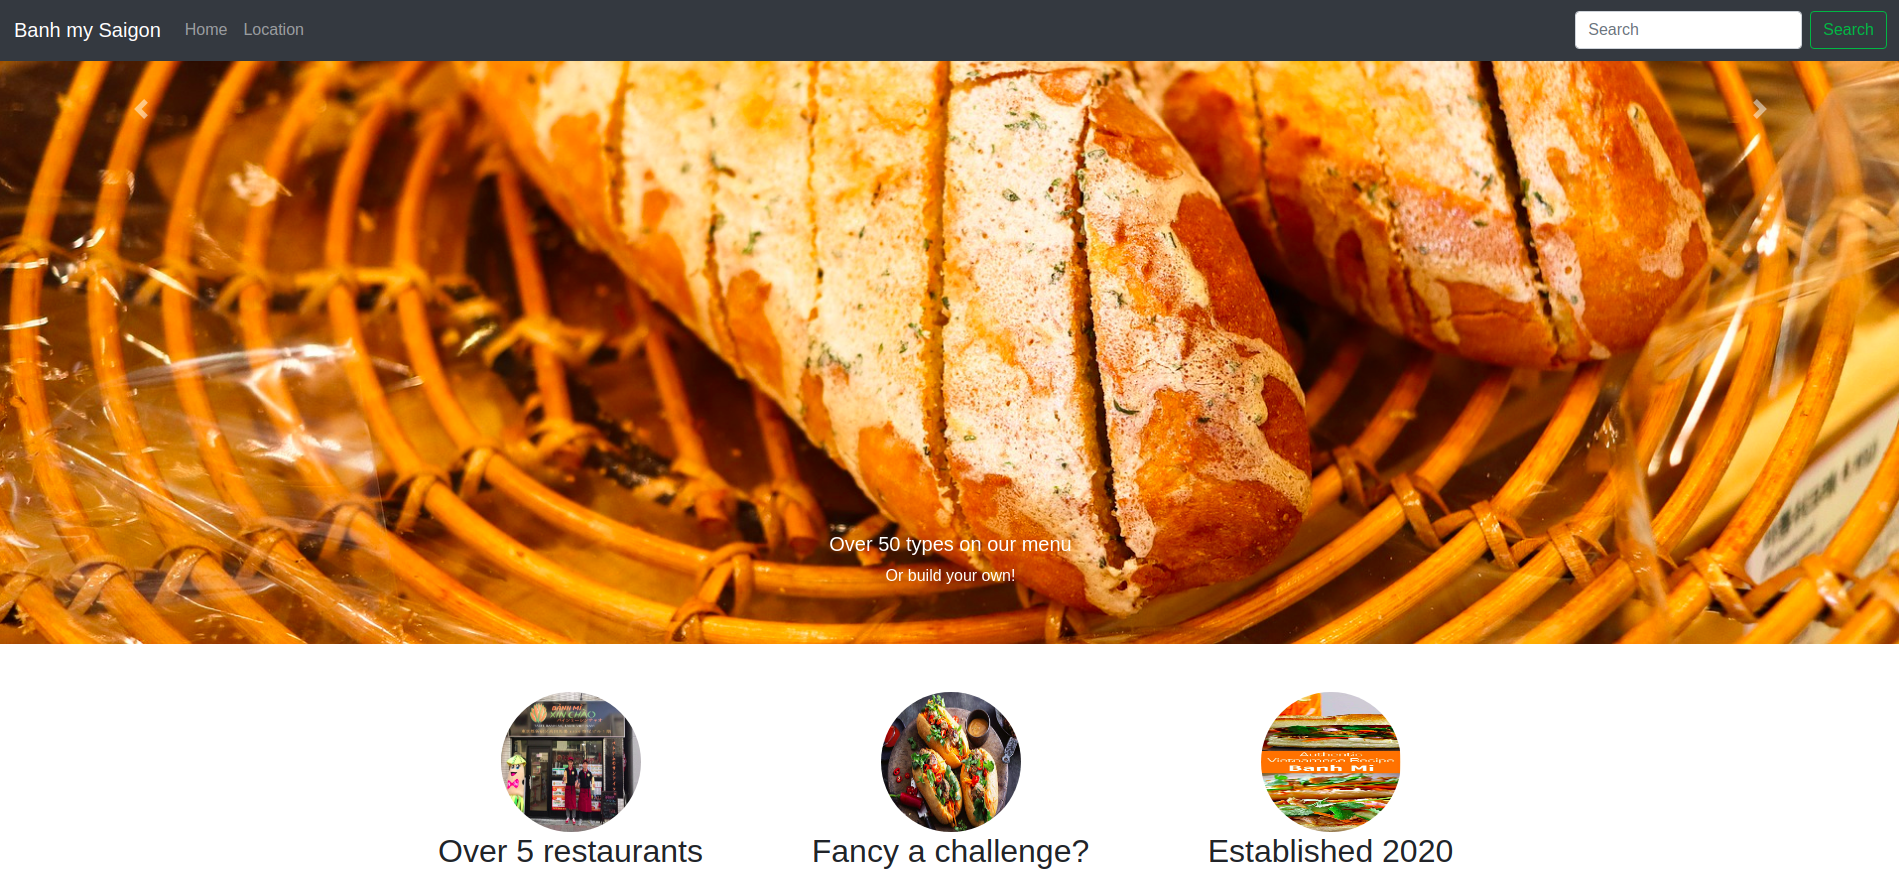 Banh my Saigon
Home
Location
Search
Search
Over 50 types on our menu
Or build your own!
BANH MI
XIN CHAO
Authentic
Vietnamese Recipe
Banh Mi
Over 5 restaurants
Fancy a challenge?
Established 2020